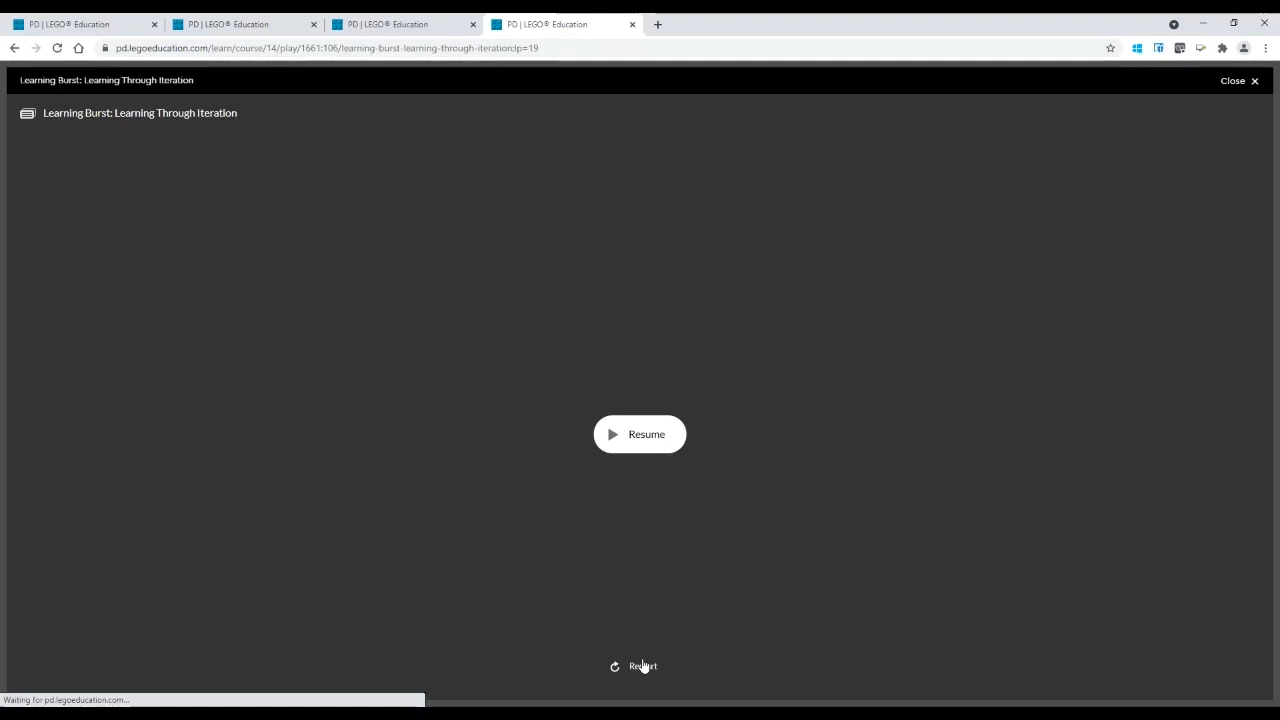 PD | LEGO® Education
PD | LEGO® Education
PD | LEGO® Education
PD | LEGO® Education
pd.legoeducation.com/learn/course/14/play/1661:106/learning-burst-learning-through-iteration;lp=19
Learning Burst: Learning Through Iteration
Close
Learning Burst: Learning Through Iteration
Resume
Restart
Waiting for pd.legoeducation.com...